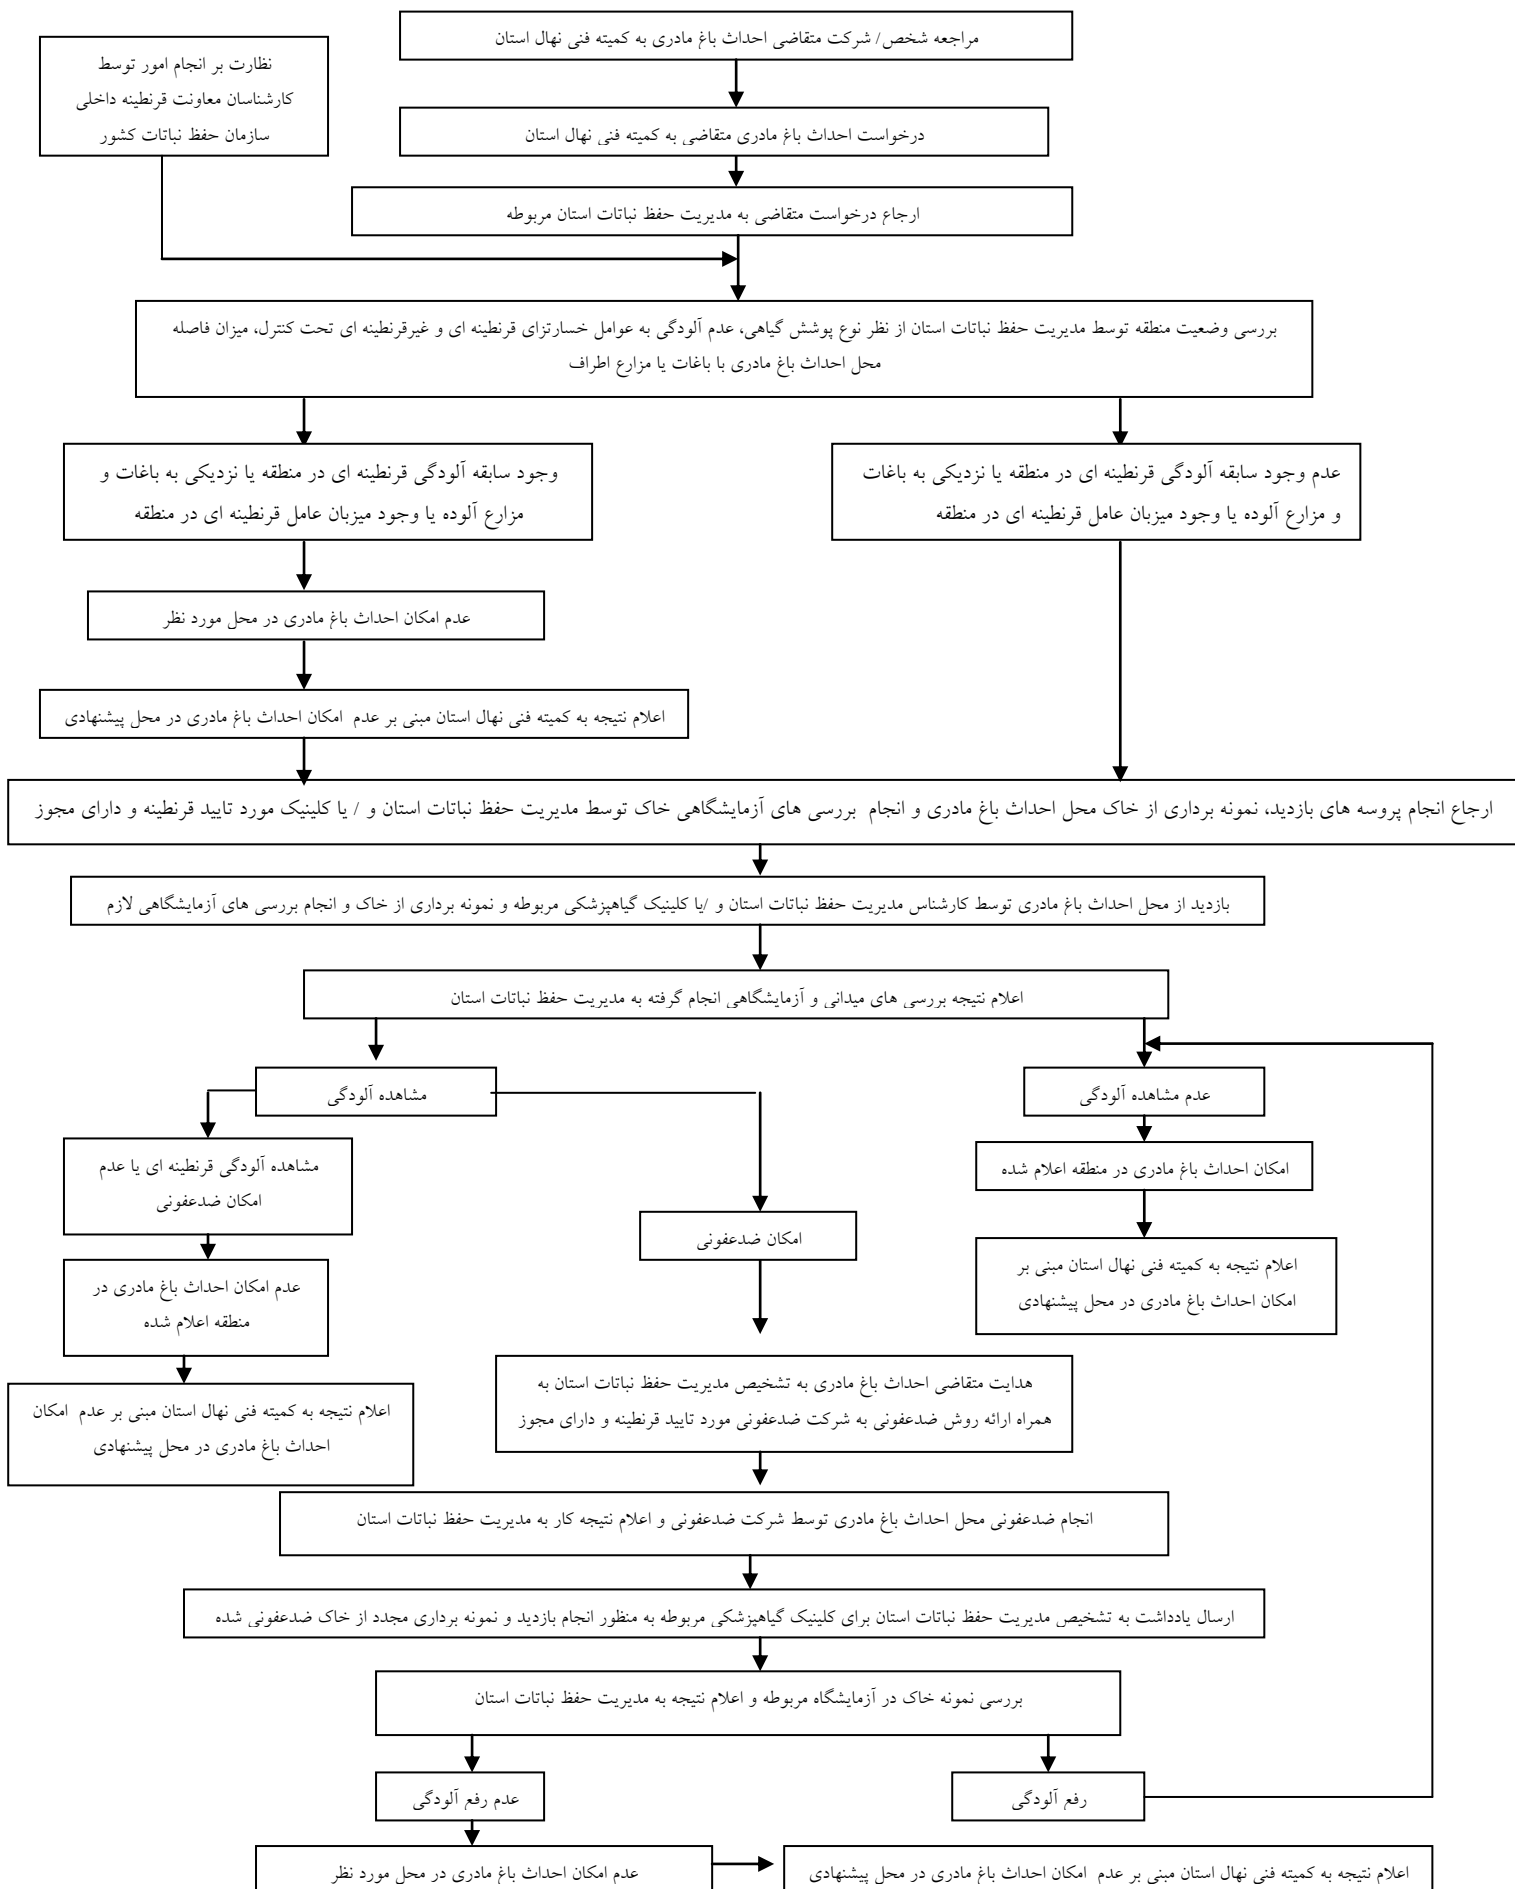 مراجعه شخص/ شرکت متقاضی احداث باغ مادری به کمیته فنی نهال استان
نظارت بر انجام امور توسط
کارشناسان معاونت قرنطینه داخلی
سازمان حفظ نباتات کشور
درخواست احداث باغ مادری متقاضی به کمیته فنی نهال استان
ارجاع درخواست متقاضی به مدیریت حفظ نباتات استان مربوطه
بررسی وضعیت منطقه توسط مدیریت حفظ نباتات استان از نظر نوع پوشش گیاهی، عدم آلودگی به عوامل خسارتزای قرنطینه ای و غیرقرنطینه ای تحت کنترل، میزان فاصله
محل احداث باغ مادری با باغات یا مزارع اطراف
عدم وجود سابقه آلودگی قرنطینه ای در منطقه یا نزدیکی به باغات
و مزارع آلوده یا وجود میزبان عامل قرنطینه ای در منطقه
وجود سابقه آلودگی قرنطینه ای در منطقه یا نزدیکی به باغات و
مزارع آلوده یا وجود میزبان عامل قرنطینه ای در منطقه
عدم امکان احداث باغ مادری در محل مورد نظر
اعلام نتیجه به کمیته فنی نهال استان مبنی بر عدم  امکان احداث باغ مادری در محل پیشنهادی
ارجاع انجام پروسه های بازدید، نمونه برداری از خاک محل احداث باغ مادری و انجام  بررسی های آزمایشگاهی خاک توسط مدیریت حفظ نباتات استان و / یا کلینیک مورد تایید قرنطینه و دارای مجوز
بازدید از محل احداث باغ مادری توسط کارشناس مدیریت حفظ نباتات استان و /یا کلینیک گیاهپزشکی مربوطه و نمونه برداری از خاک و انجام بررسی های آزمایشگاهی لازم
اعلام نتیجه بررسی های میدانی و آزمایشگاهی انجام گرفته به مدیریت حفظ نباتات استان
عدم مشاهده آلودگی
مشاهده آلودگی
امکان احداث باغ مادری در منطقه اعلام شده
مشاهده آلودگی قرنطینه ای یا عدم
امکان ضدعفونی
امکان ضدعفونی
اعلام نتیجه به کمیته فنی نهال استان مبنی بر
امکان احداث باغ مادری در محل پیشنهادی
عدم امکان احداث باغ مادری در
منطقه اعلام شده
هدایت متقاضی احداث باغ مادری به تشخیص مدیریت حفظ نباتات استان به
همراه ارائه روش ضدعفونی به شرکت ضدعفونی مورد تایید قرنطینه و دارای مجوز
اعلام نتیجه به کمیته فنی نهال استان مبنی بر عدم  امکان
احداث باغ مادری در محل پیشنهادی
انجام ضدعفونی محل احداث باغ مادری توسط شرکت ضدعفونی و اعلام نتیجه کار به مدیریت حفظ نباتات استان
ارسال یادداشت به تشخیص مدیریت حفظ نباتات استان برای کلینیک گیاهپزشکی مربوطه به منظور انجام بازدید و نمونه برداری مجدد از خاک ضدعفونی شده
بررسی نمونه خاک در آزمایشگاه مربوطه و اعلام نتیجه به مدیریت حفظ نباتات استان
رفع آلودگی
عدم رفع آلودگی
عدم امکان احداث باغ مادری در محل مورد نظر
اعلام نتیجه به کمیته فنی نهال استان مبنی بر عدم  امکان احداث باغ مادری در محل پیشنهادی